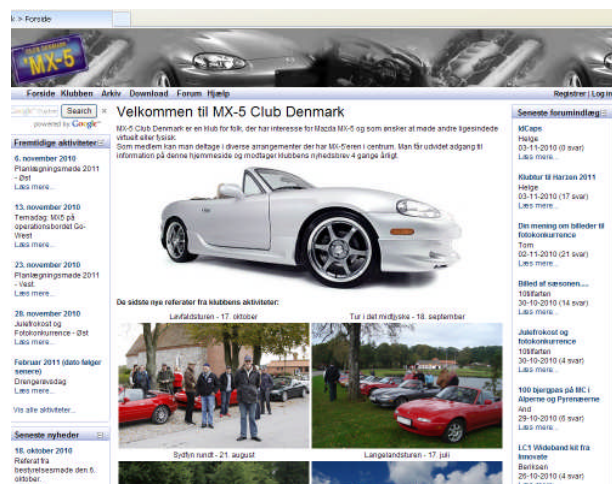 k > Forside
CLUB DENMARK
MX-5
Forside Klubben Arkiv Download Forum Hjælp
Registrer | Log in
Search
powered by Google
Fremtidige aktiviteter
6. november 2010
Planlægningsmøde 2011
- Øst
Læs mere...
13. november 2010
Temadag: MX5 på
operationsbordet Go-
West
Læs mere...
23. november 2010
Planlægningsmøde 2011
- Vest
Læs mere...
28. november 2010
Julefrokost og
Fotokonkurrence - Øst
Læs mere...
Februar 2011 (dato følger
senere)
Drengerøvsdag
Læs mere...
Vis alle aktiviteter...
Seneste nyheder
18. oktober 2010
Referat fra
bestyrelsesmøde den 6.
oktober.
Velkommen til MX-5 Club Denmark
MX-5 Club Denmark er en klub for folk, der har interesse for Mazda MX-5 og som ønsker at møde andre ligesindede
virtuelt eller fysisk.
Som medlem kan man deltage i diverse arrangementer der har MX-5'eren i centrum. Man får udvidet adgang til
information på denne hjemmeside og modtager klubbens nyhedsbrev 4 gange årligt.
De sidste nye referater fra klubbens aktiviteter:
Løvfaldsturen - 17. oktober
Tur i det midtjyske - 18. september
Sydfyn rundt - 21. august
Langelandsturen - 17. juli
Seneste forumindlæg
IdCaps
Helge
03-11-2010 (0 svar)
Læs mere...
Klubtur til Harzen 2011
Helge
03-11-2010 (17 svar)
Læs mere...
Din mening om billeder til
fotokonkurrence
Tom
02-11-2010 (21 svar)
Læs mere...
Billed af sæsonen.....
10tilfarten
30-10-2010 (14 svar)
Læs mere...
Julefrokost og
fotokonkurrence
10tilfarten
30-10-2010 (4 svar)
Læs mere...
100 bjergpas på MC i
Alperne og Pyrenæerne
And
29-10-2010 (6 svar)
Læs mere...
LC1 Wideband kit fra
Innovate
Beriksen
26-10-2010 (4 svar)